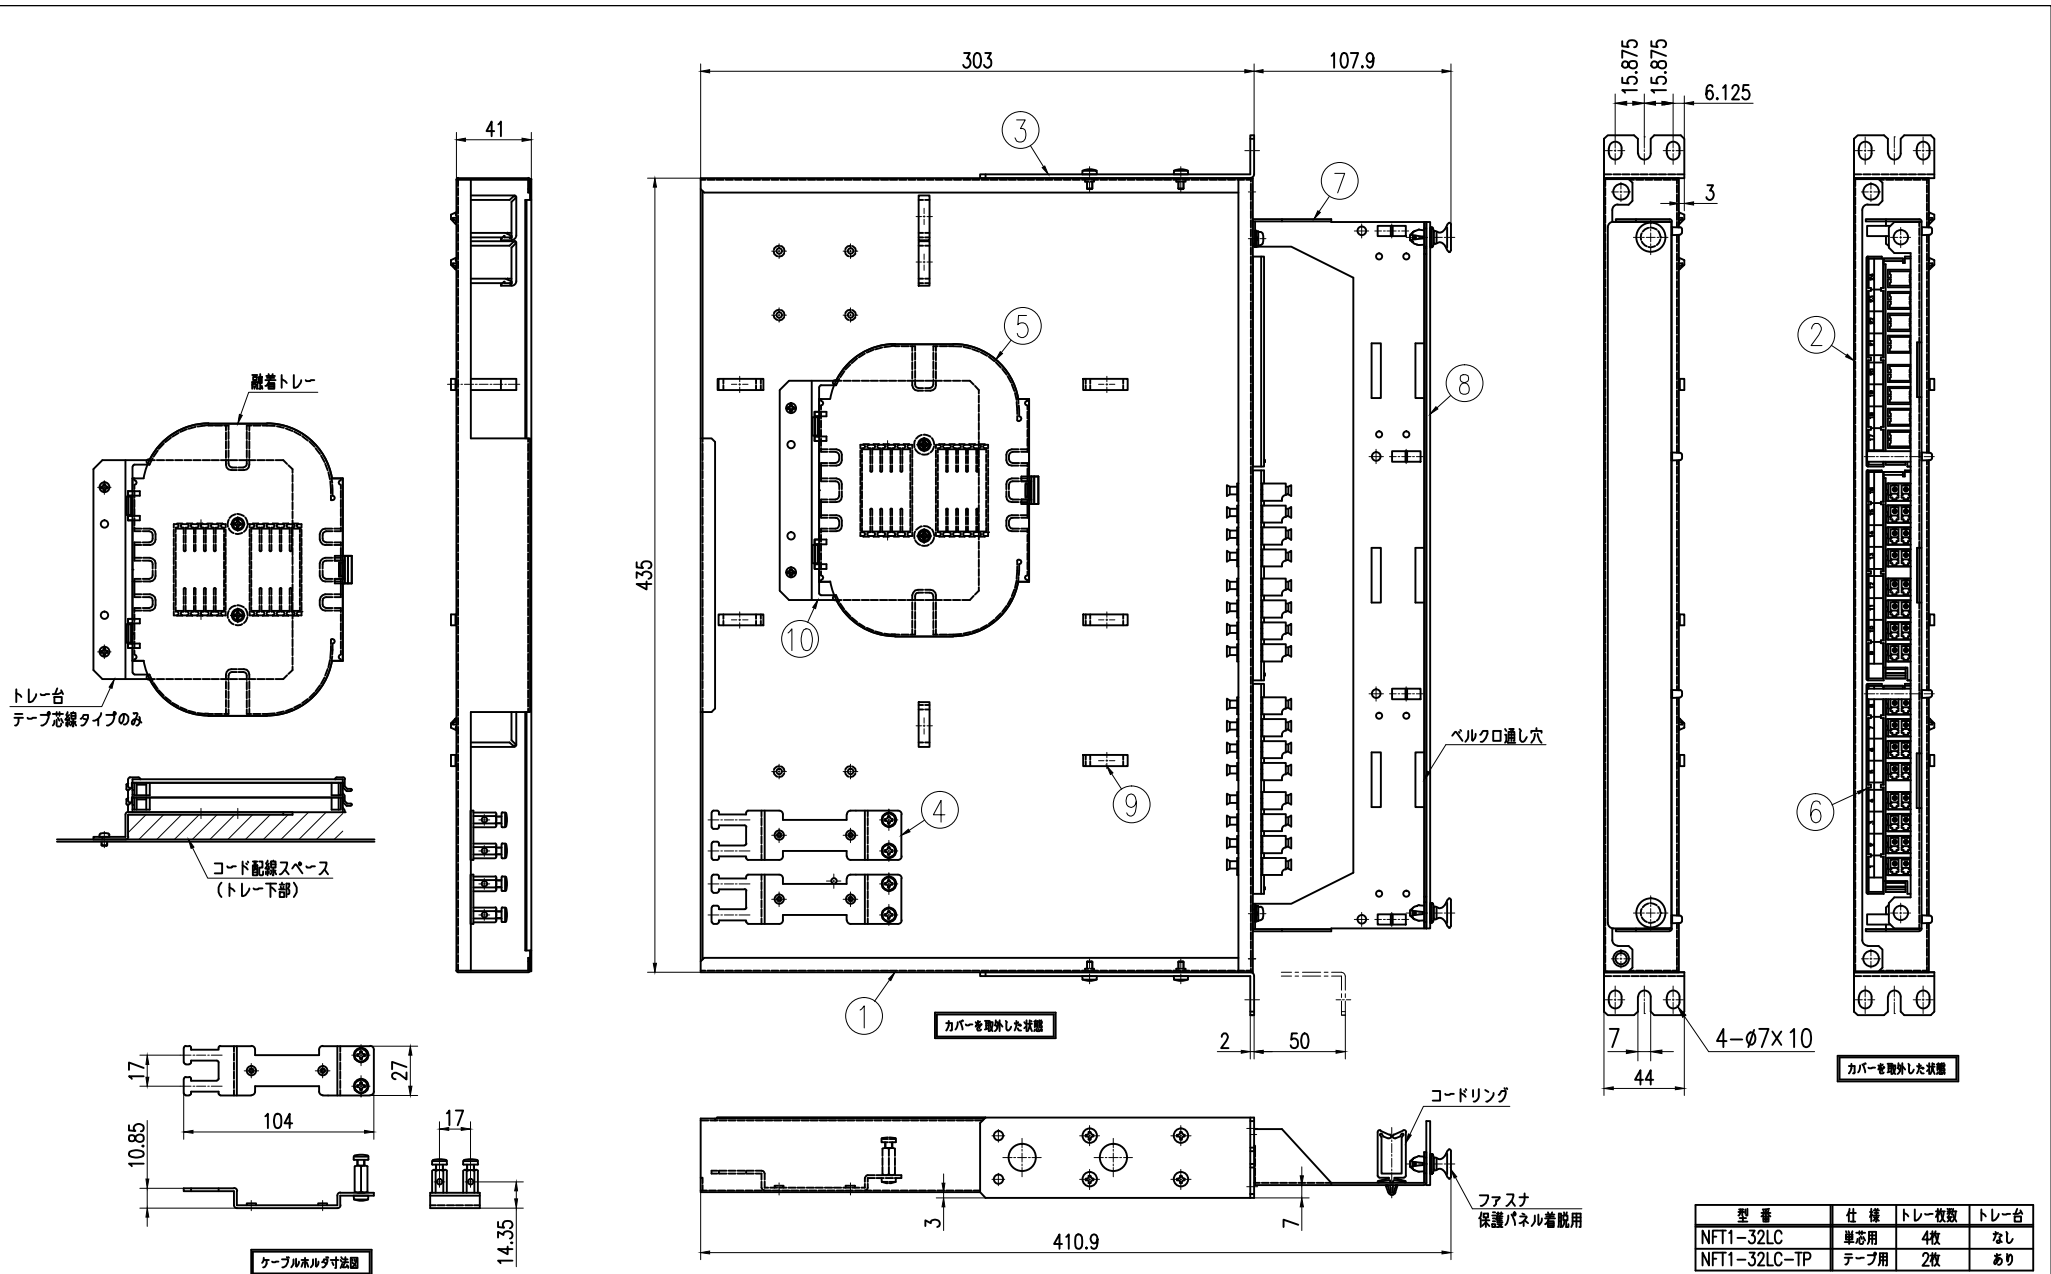 303
107.9
15.875
15.875
6.125
41
③
⑦
3
⑤
②
⑧
融着トレー
435
⑩
トレー台
テープ芯線タイプのみ
ベルクロ通し穴
④
⑨
⑥
コード配線スペース
(トレー下部)
①
カバーを取外した状態
2
50
7
4-φ7×10
44
カバーを取外した状態
17
27
104
10.85
17
14.35
コードリング
3
7
ファスナ
保護パネル着脱用
410.9
ケーブルホルダ寸法図
型 番 仕 様 トレー枚数 トレー台
NFT1-32LC 単芯用 4枚 なし
NFT1-32LC-TP テープ用 2枚 あり